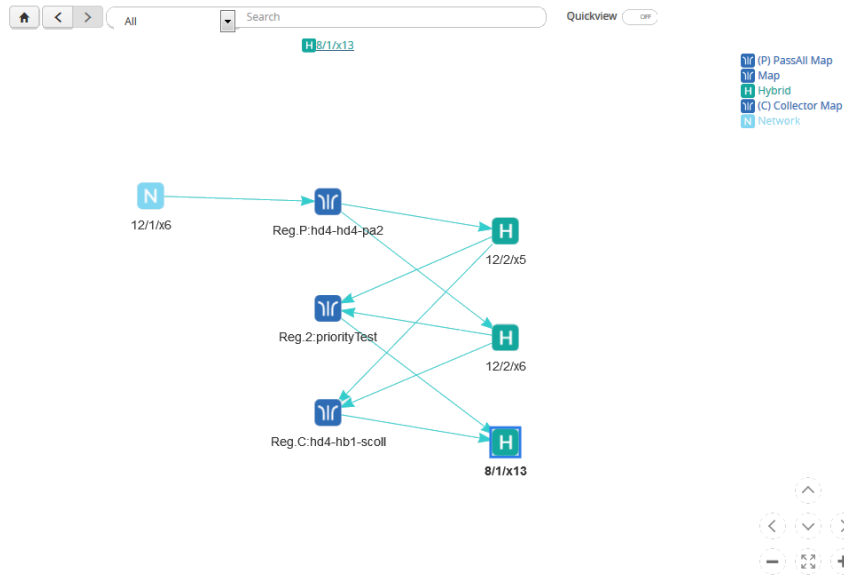 All
Search
Quickview OFF
H 8/1/x13
(P) PassAll Map
Map
H Hybrid
(C) Collector Map
N Network
N
12/1/x6
Reg.P:hd4-hd4-pa2
H
12/2/x5
Reg.2:priorityTest
H
12/2/x6
Reg.C:hd4-hb1-scoll
H
8/1/x13